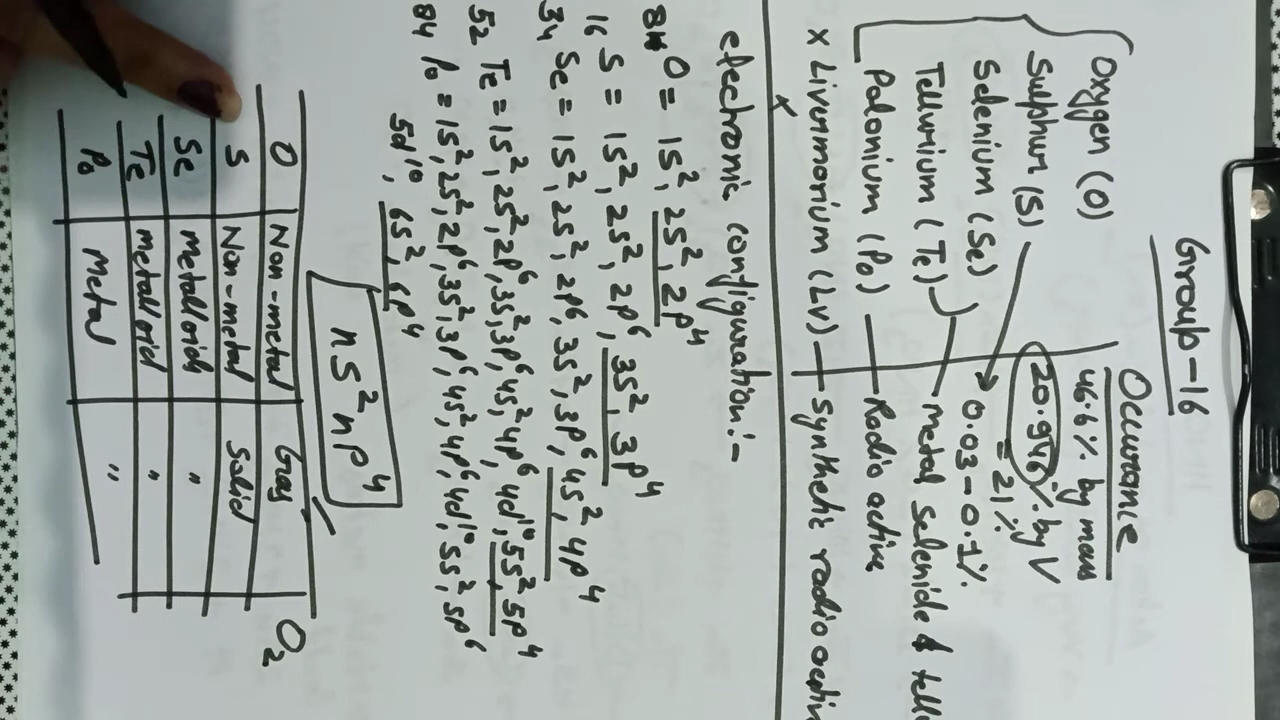 Group-16
Occurance
Oxygen (O) 46.6% by mass
20.946% by V
= 21%
Sulphur (S) 0.03-0.1%
Selenium (Se)
Tellurium (Te) metal selenide &
Polonium (Po) Radio active
x Livermorium (Lv) synthetic radio
x
electronic configuration:-
8 O = 1s², 2s², 2p⁴
16 S = 1s², 2s², 2p⁶, 3s², 3p⁴
34 Se = 1s², 2s², 2p⁶, 3s², 3p⁶, 4s², 4p⁴
52 Te = 1s², 2s², 2p⁶, 3s², 3p⁶, 4s², 4p⁶, 4d¹⁰ 5s² 5p⁴
84 Po = 1s², 2s², 2p⁶, 3s², 3p⁶, 4s², 4p⁶, 4d¹⁰ 5s², 5p⁶
5d¹⁰, 6s², 6p⁴
ns² np⁴
O Non-metal Gas O₂
S Non-metal Solid
Se Metalloid "
Te metalloid "
Po Metal "